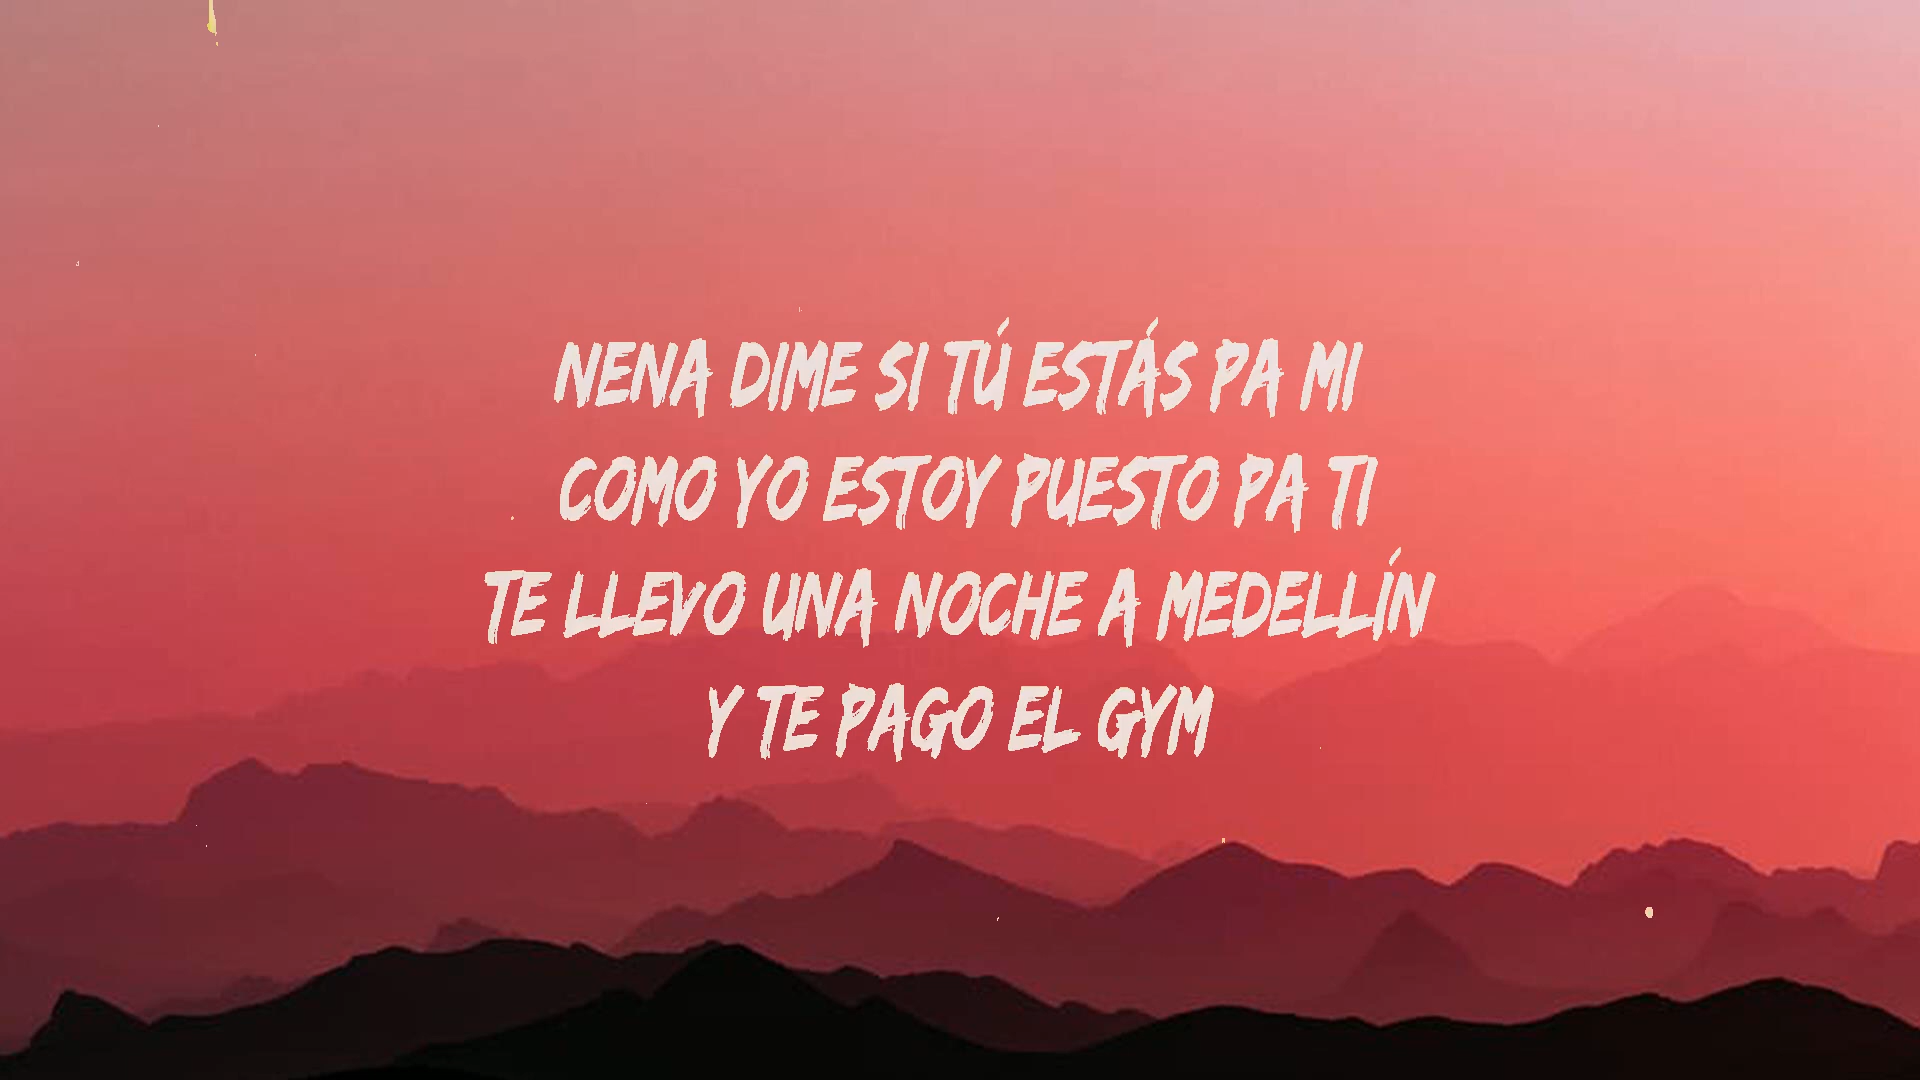 NENA DIME SI TÚ ESTÁS PA MI
COMO YO ESTOY PUESTO PA TI
TE LLEVO UNA NOCHE A MEDELLÍN
Y TE PAGO EL GYM